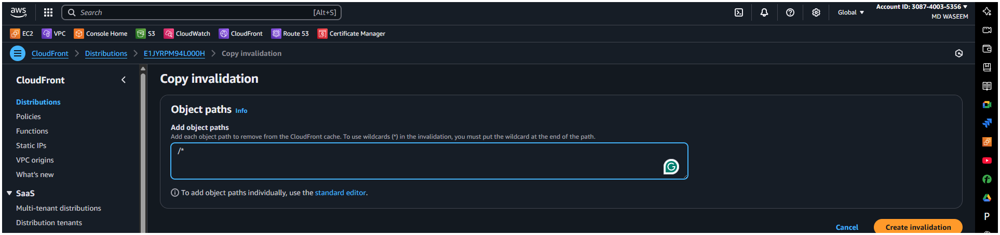 aws
Search [Alt+S] Global Account ID: 3087-4003-5356
MD WASEEM
EC2 VPC Console Home S3 CloudWatch CloudFront Route 53 Certificate Manager
CloudFront Distributions E1JYRPM94L000H Copy invalidation
CloudFront
Distributions
Policies
Functions
Static IPs
VPC origins
What's new
SaaS
Multi-tenant distributions
Distribution tenants
Copy invalidation
Object paths Info
Add object paths
Add each object path to remove from the CloudFront cache. To use wildcards (*) in the invalidation, you must put the wildcard at the end of the path.
/*
To add object paths individually, use the standard editor.
Cancel Create invalidation
P